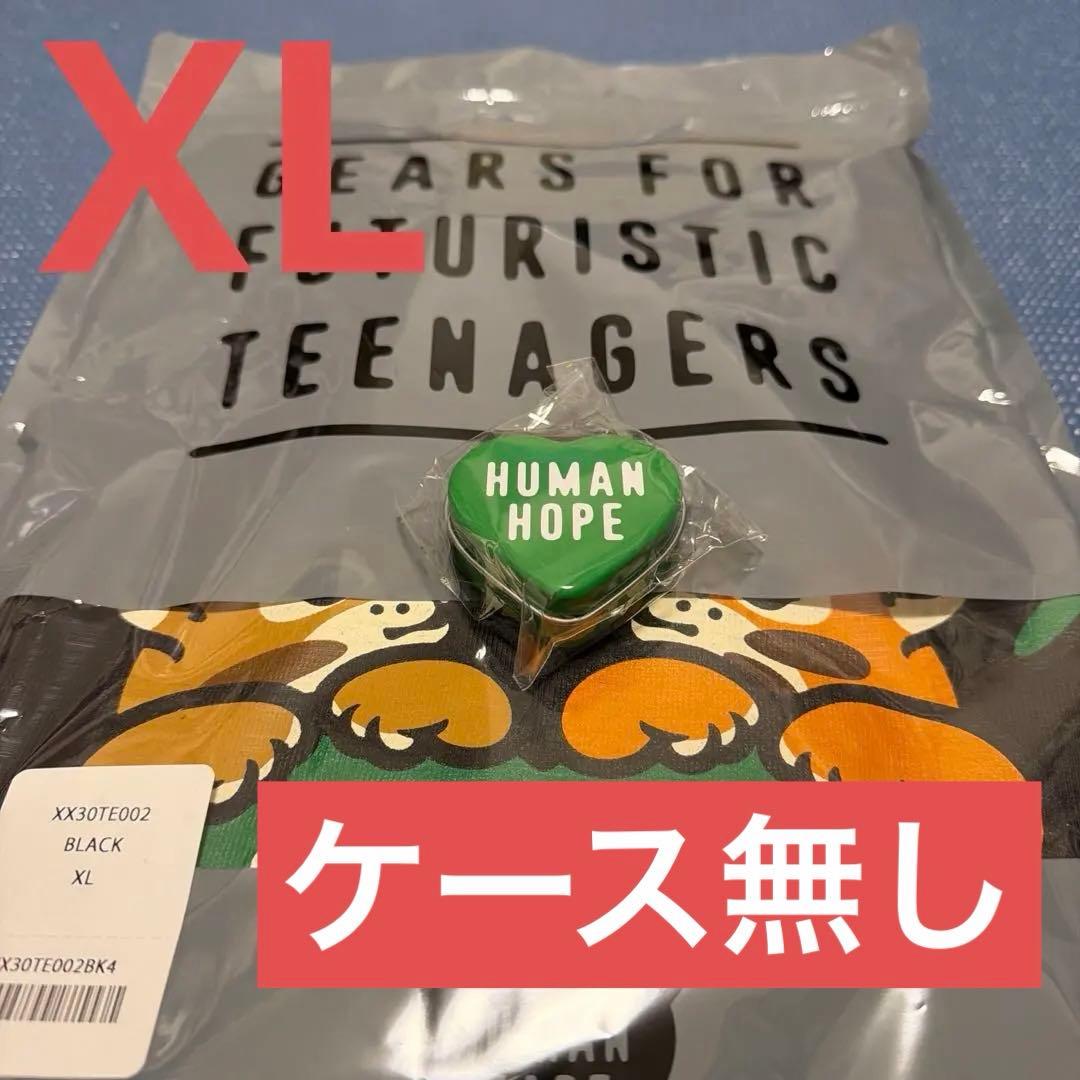 XL
GEARS FOR
FUTURISTIC
TEENAGERS
HUMAN
HOPE
XX30TE002
BLACK
XL
X30TE002BK4
ケース無し